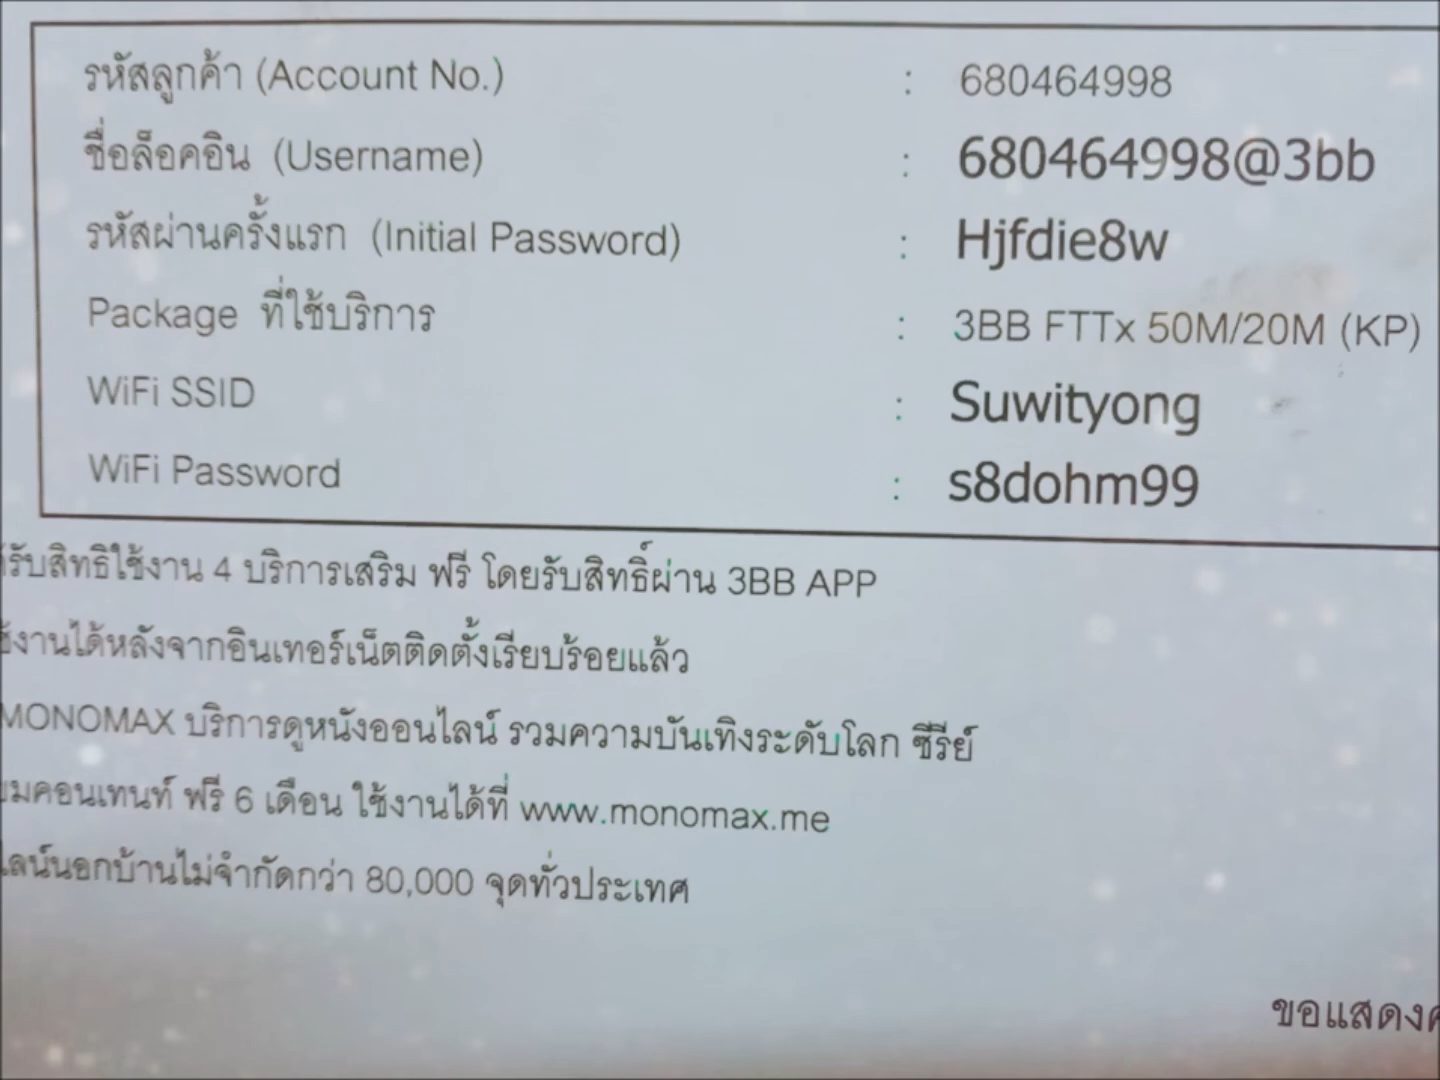 รหัสลูกค้า (Account No.) : 680464998
ชื่อล็อคอิน (Username) : 680464998@3bb
รหัสผ่านครั้งแรก (Initial Password) : Hjfdie8w
Package ที่ใช้บริการ : 3BB FTTx 50M/20M (KP)
WiFi SSID : Suwityong
WiFi Password : s8dohm99
รับสิทธิใช้งาน 4 บริการเสริม ฟรี โดยรับสิทธิ์ผ่าน 3BB APP
ใช้งานได้หลังจากอินเทอร์เน็ตติดตั้งเรียบร้อยแล้ว
MONOMAX บริการดูหนังออนไลน์ รวมความบันเทิงระดับโลก ซีรีย์
คอนเทนท์ ฟรี 6 เดือน ใช้งานได้ที่ www.monomax.me
นอกบ้านไม่จำกัดกว่า 80,000 จุดทั่วประเทศ
ขอแสดง